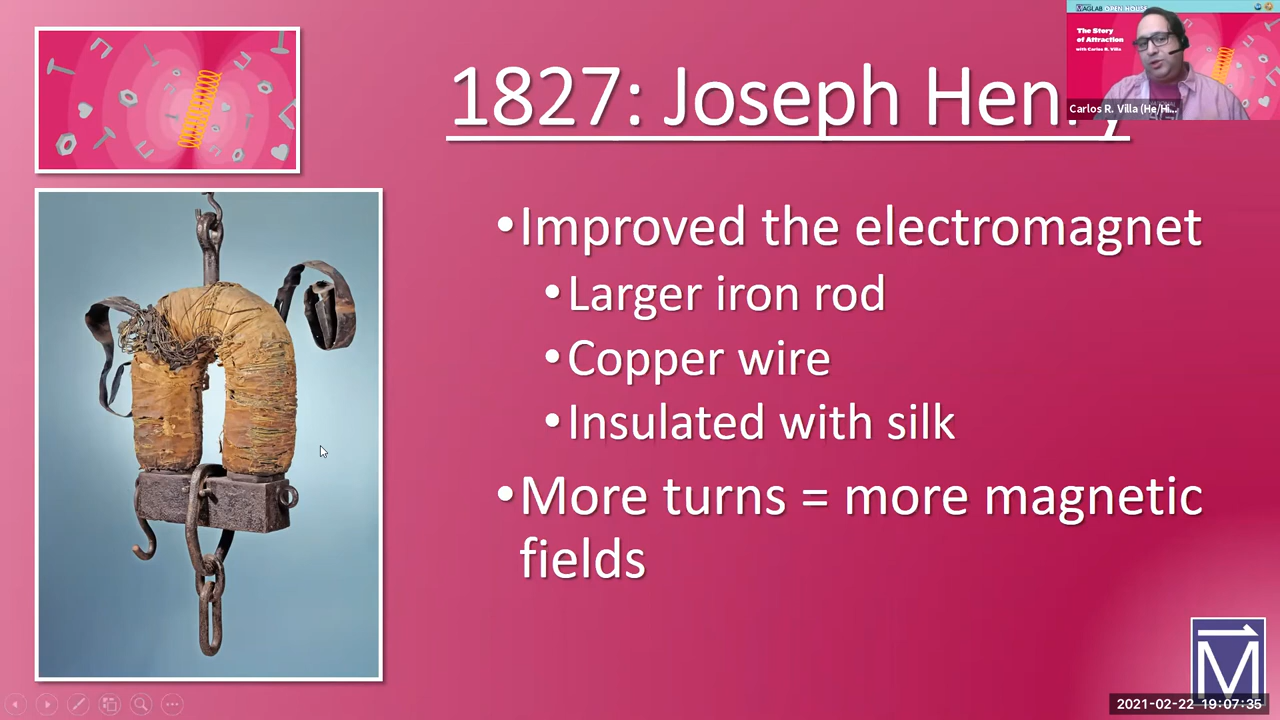 1827: Joseph Henry
MAGLAB OPEN HOUSE
The Story
of Attraction
with Carlos R. Villa
Carlos R. Villa (He/Hi...
•Improved the electromagnet
•Larger iron rod
•Copper wire
•Insulated with silk
•More turns = more magnetic
fields
M
2021-02-22 19:07:35